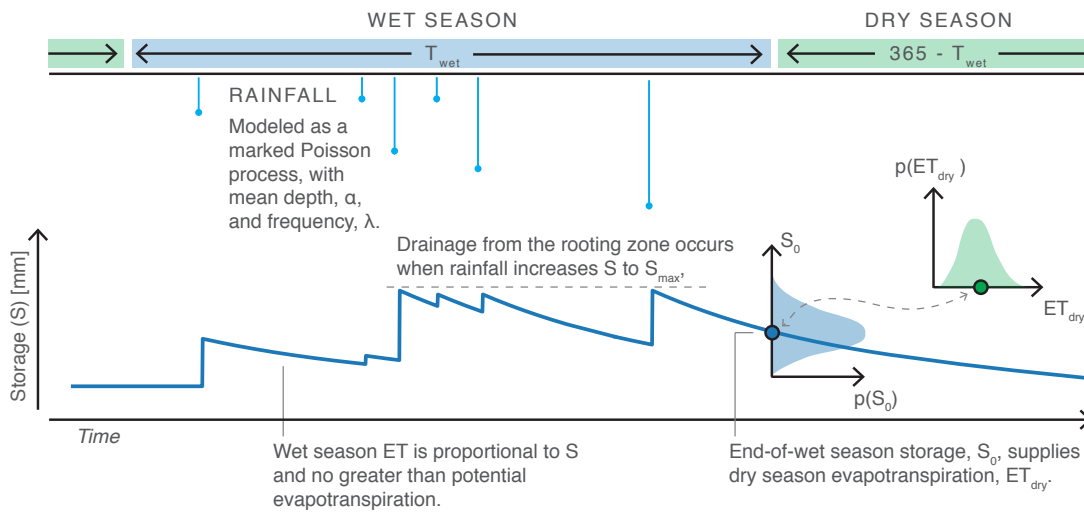 WET SEASON
DRY SEASON
T_wet
365 - T_wet
RAINFALL
Modeled as a
marked Poisson
process, with
mean depth, α,
and frequency, λ.
p(ET_dry )
Drainage from the rooting zone occurs
when rainfall increases S to S_max,
S_0
ET_dry
Storage (S) [mm]
p(S_0)
Time
Wet season ET is proportional to S
and no greater than potential
evapotranspiration.
End-of-wet season storage, S_0, supplies
dry season evapotranspiration, ET_dry.